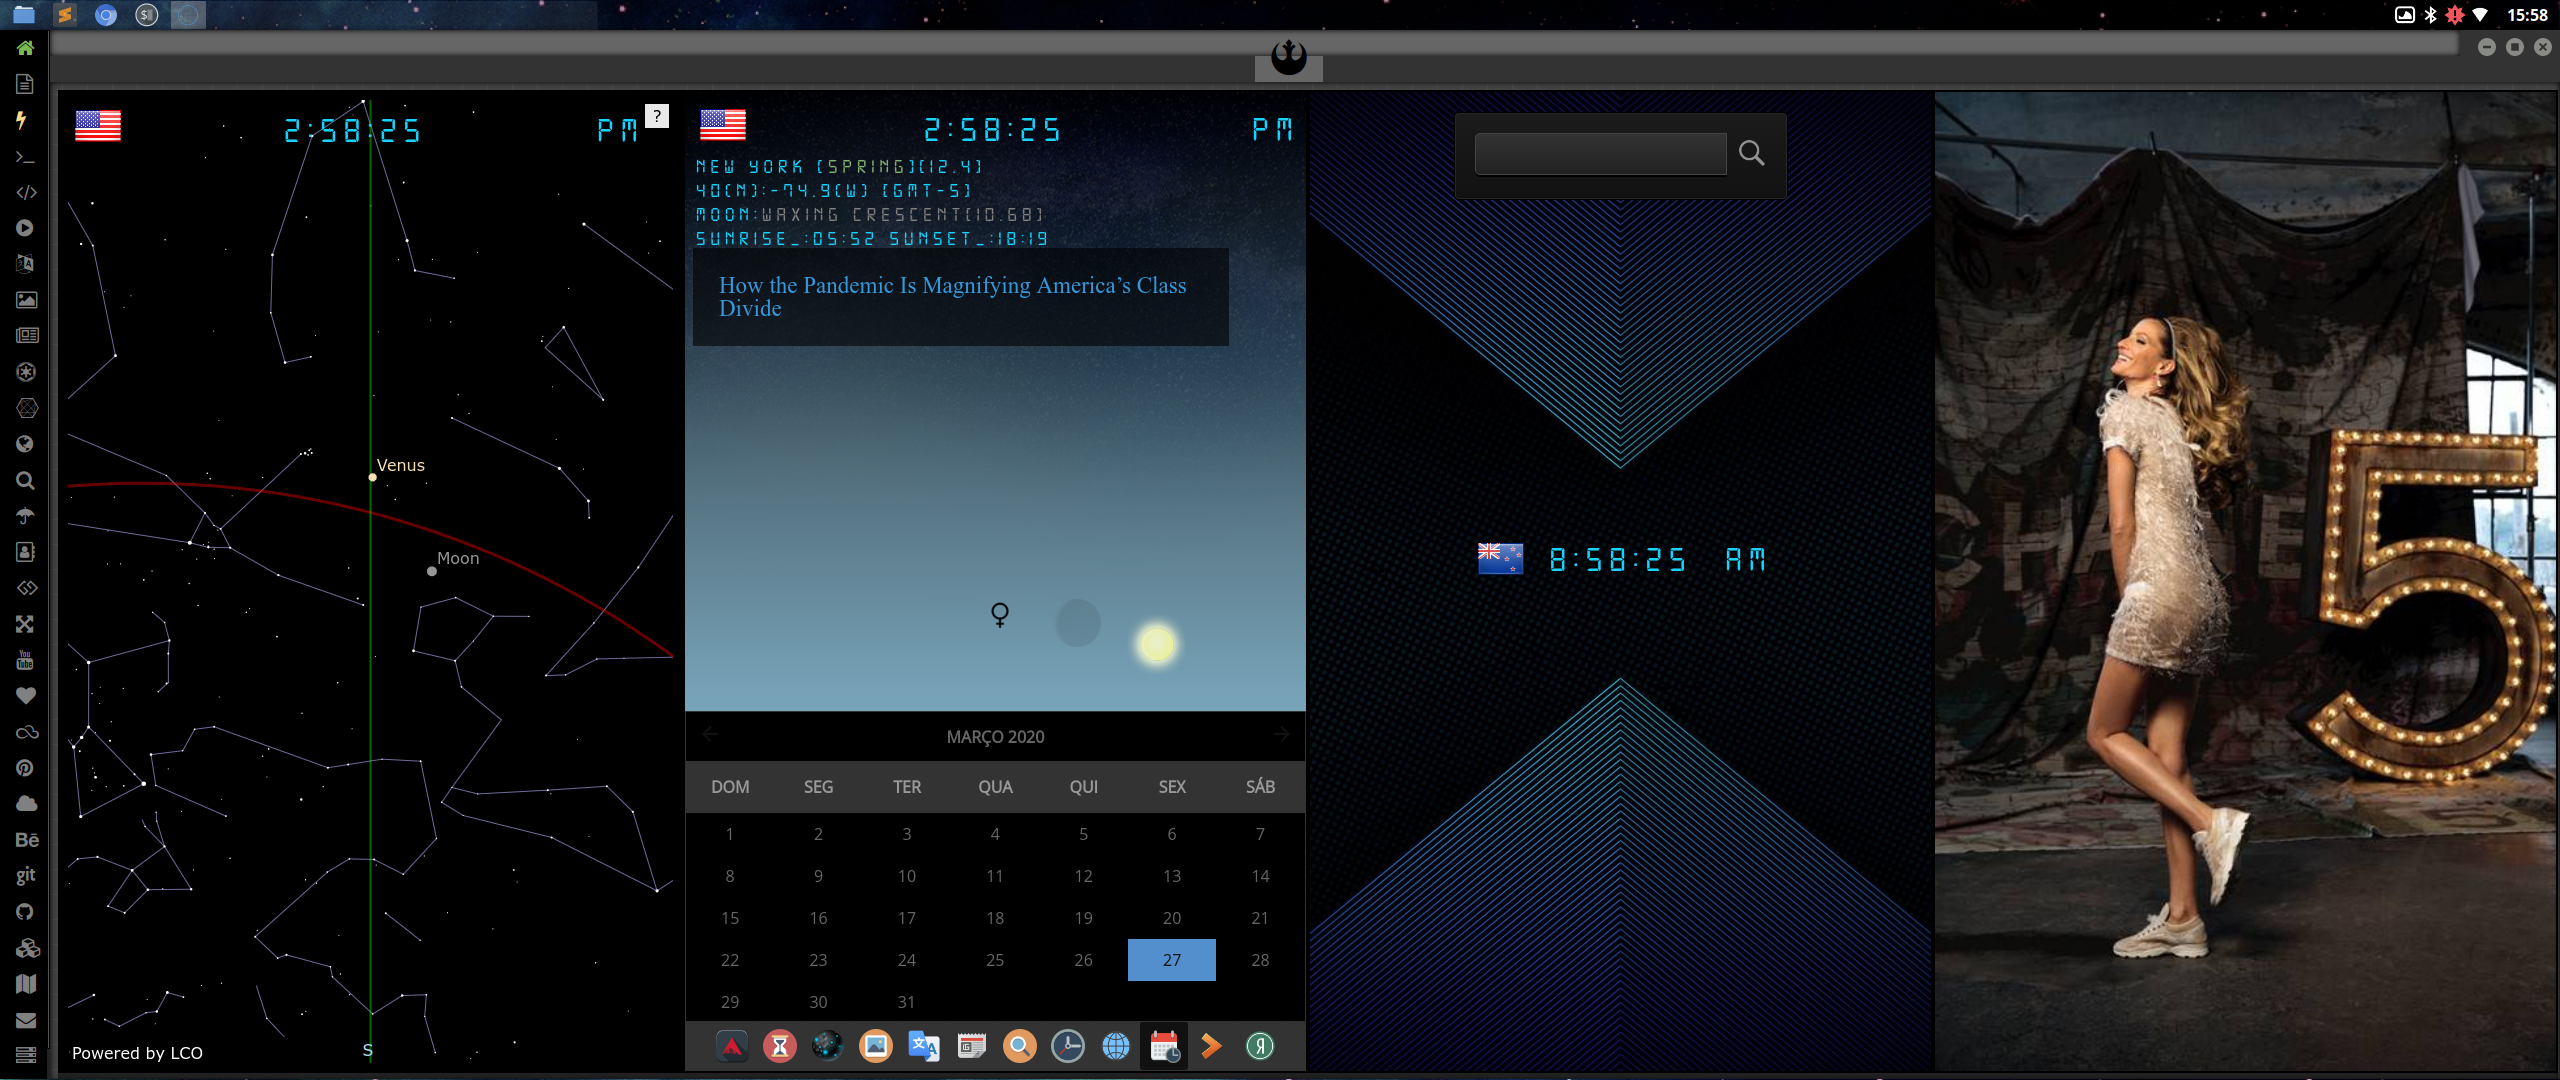 15:58
2:58:25 PM ?
Venus
Moon
S
Powered by LCO
2:58:25 PM
NEW YORK [SPRING][12.4]
40(N):-74.9(W) [GMT-5]
MOON:WAXING CRESCENT[10.68]
SUNRISE_:05:52 SUNSET_:18:19
How the Pandemic Is Magnifying America’s Class
Divide
MARÇO 2020
DOM SEG TER QUA QUI SEX SÁB
1 2 3 4 5 6 7
8 9 10 11 12 13 14
15 16 17 18 19 20 21
22 23 24 25 26 27 28
29 30 31
8:58:25 AM
5
You
Tube
Bē
git